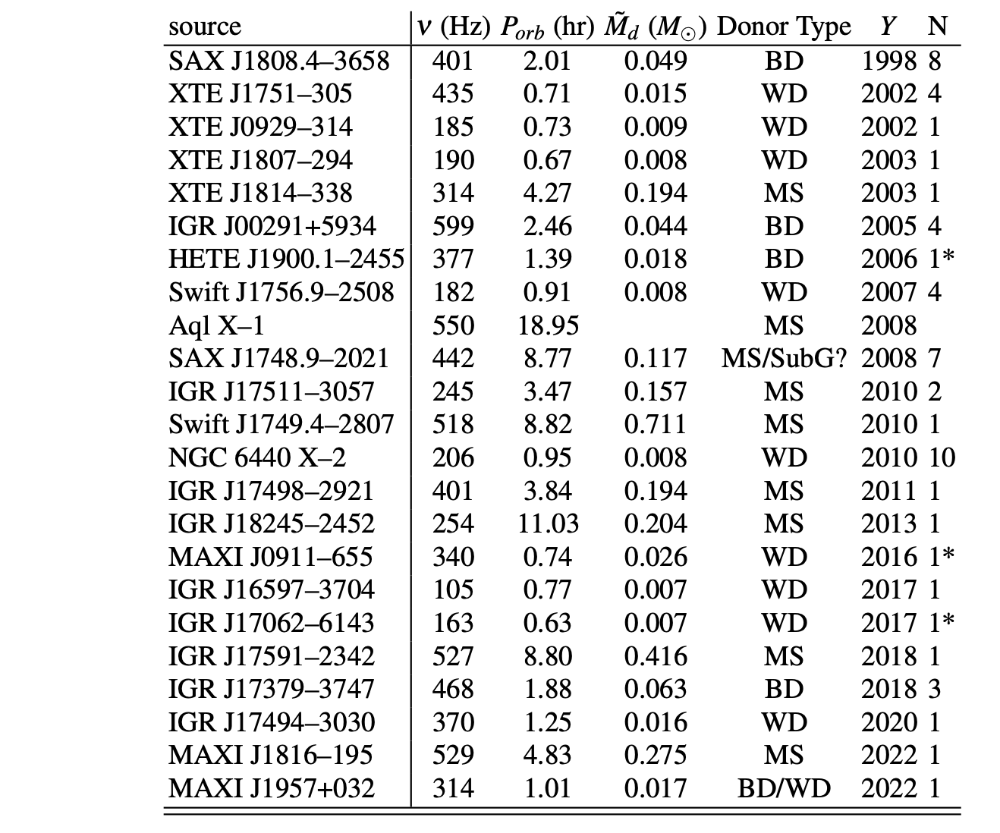 source ν (Hz) P_orb (hr) M̃_d (M_⊙) Donor Type Y N
SAX J1808.4–3658 401 2.01 0.049 BD 1998 8
XTE J1751–305 435 0.71 0.015 WD 2002 4
XTE J0929–314 185 0.73 0.009 WD 2002 1
XTE J1807–294 190 0.67 0.008 WD 2003 1
XTE J1814–338 314 4.27 0.194 MS 2003 1
IGR J00291+5934 599 2.46 0.044 BD 2005 4
HETE J1900.1–2455 377 1.39 0.018 BD 2006 1*
Swift J1756.9–2508 182 0.91 0.008 WD 2007 4
Aql X–1 550 18.95 MS 2008
SAX J1748.9–2021 442 8.77 0.117 MS/SubG? 2008 7
IGR J17511–3057 245 3.47 0.157 MS 2010 2
Swift J1749.4–2807 518 8.82 0.711 MS 2010 1
NGC 6440 X–2 206 0.95 0.008 WD 2010 10
IGR J17498–2921 401 3.84 0.194 MS 2011 1
IGR J18245–2452 254 11.03 0.204 MS 2013 1
MAXI J0911–655 340 0.74 0.026 WD 2016 1*
IGR J16597–3704 105 0.77 0.007 WD 2017 1
IGR J17062–6143 163 0.63 0.007 WD 2017 1*
IGR J17591–2342 527 8.80 0.416 MS 2018 1
IGR J17379–3747 468 1.88 0.063 BD 2018 3
IGR J17494–3030 370 1.25 0.016 WD 2020 1
MAXI J1816–195 529 4.83 0.275 MS 2022 1
MAXI J1957+032 314 1.01 0.017 BD/WD 2022 1